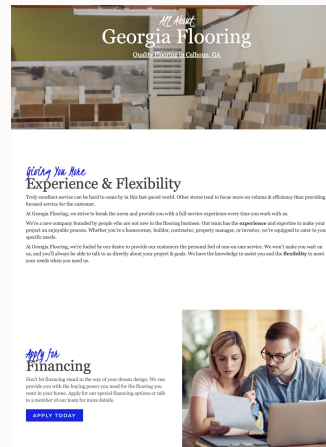 All About
Georgia Flooring
Quality Flooring in Calhoun, GA
Giving You More
Experience & Flexibility
Truly excellent service can be hard to come by in this fast-paced world. Other stores tend to focus more on volume & efficiency than providing
focused service for the customer.
At Georgia Flooring, we strive to break the norm and provide you with a full-service experience every time you work with us.
We're a new company founded by people who are not new to the flooring business. Our team has the experience and expertise to make your
project an enjoyable process. Whether you're a homeowner, builder, contractor, property manager, or investor, we're equipped to cater to your
specific needs.
At Georgia Flooring, we're fueled by our desire to provide our customers the personal feel of one-on-one service. We won't make you wait on
us, and you'll always be able to talk to us directly about your project & goals. We have the knowledge to assist you and the flexibility to meet
your needs when you need us.
Apply for
Financing
Don't let financing stand in the way of your dream design. We can
provide you with the buying power you need for the flooring you
want in your home. Apply for our special financing options or talk
to a member of our team for more details.
APPLY TODAY